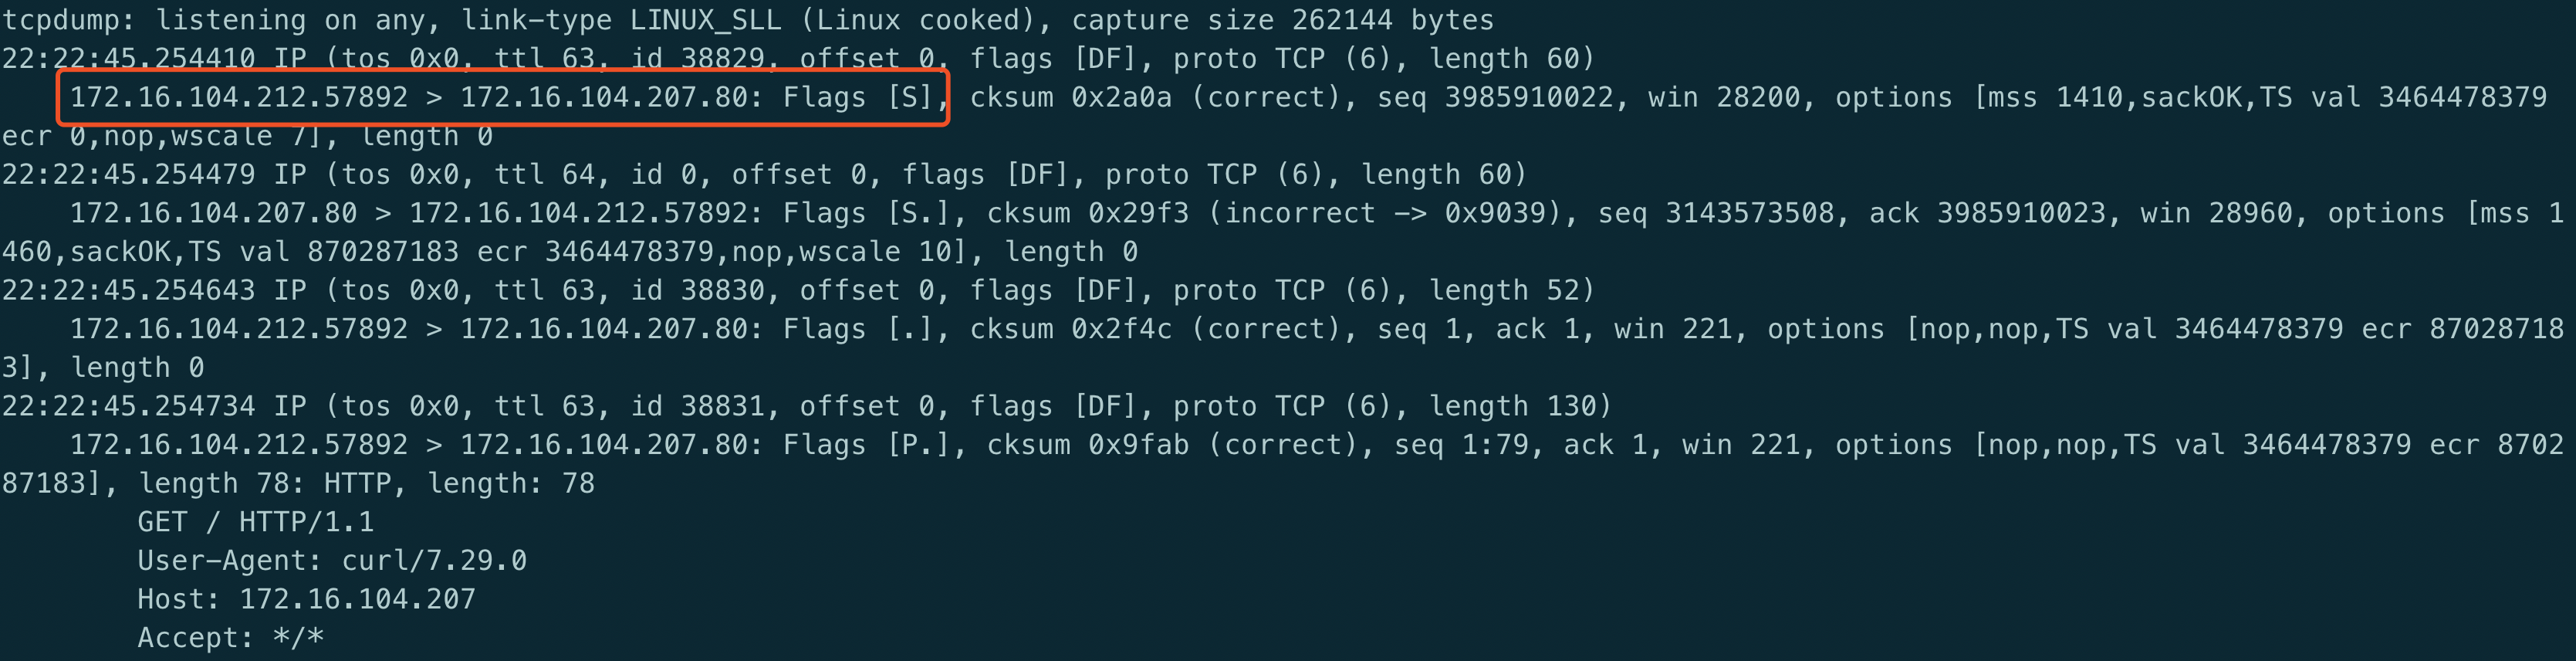 tcpdump: listening on any, link-type LINUX_SLL (Linux cooked), capture size 262144 bytes
22:22:45.254410 IP (tos 0x0, ttl 63, id 38829, offset 0, flags [DF], proto TCP (6), length 60)
    172.16.104.212.57892 > 172.16.104.207.80: Flags [S], cksum 0x2a0a (correct), seq 3985910022, win 28200, options [mss 1410,sackOK,TS val 3464478379
ecr 0,nop,wscale 7], length 0
22:22:45.254479 IP (tos 0x0, ttl 64, id 0, offset 0, flags [DF], proto TCP (6), length 60)
    172.16.104.207.80 > 172.16.104.212.57892: Flags [S.], cksum 0x29f3 (incorrect -> 0x9039), seq 3143573508, ack 3985910023, win 28960, options [mss 1
460,sackOK,TS val 870287183 ecr 3464478379,nop,wscale 10], length 0
22:22:45.254643 IP (tos 0x0, ttl 63, id 38830, offset 0, flags [DF], proto TCP (6), length 52)
    172.16.104.212.57892 > 172.16.104.207.80: Flags [.], cksum 0x2f4c (correct), seq 1, ack 1, win 221, options [nop,nop,TS val 3464478379 ecr 87028718
3], length 0
22:22:45.254734 IP (tos 0x0, ttl 63, id 38831, offset 0, flags [DF], proto TCP (6), length 130)
    172.16.104.212.57892 > 172.16.104.207.80: Flags [P.], cksum 0x9fab (correct), seq 1:79, ack 1, win 221, options [nop,nop,TS val 3464478379 ecr 8702
87183], length 78: HTTP, length: 78
        GET / HTTP/1.1
        User-Agent: curl/7.29.0
        Host: 172.16.104.207
        Accept: */*